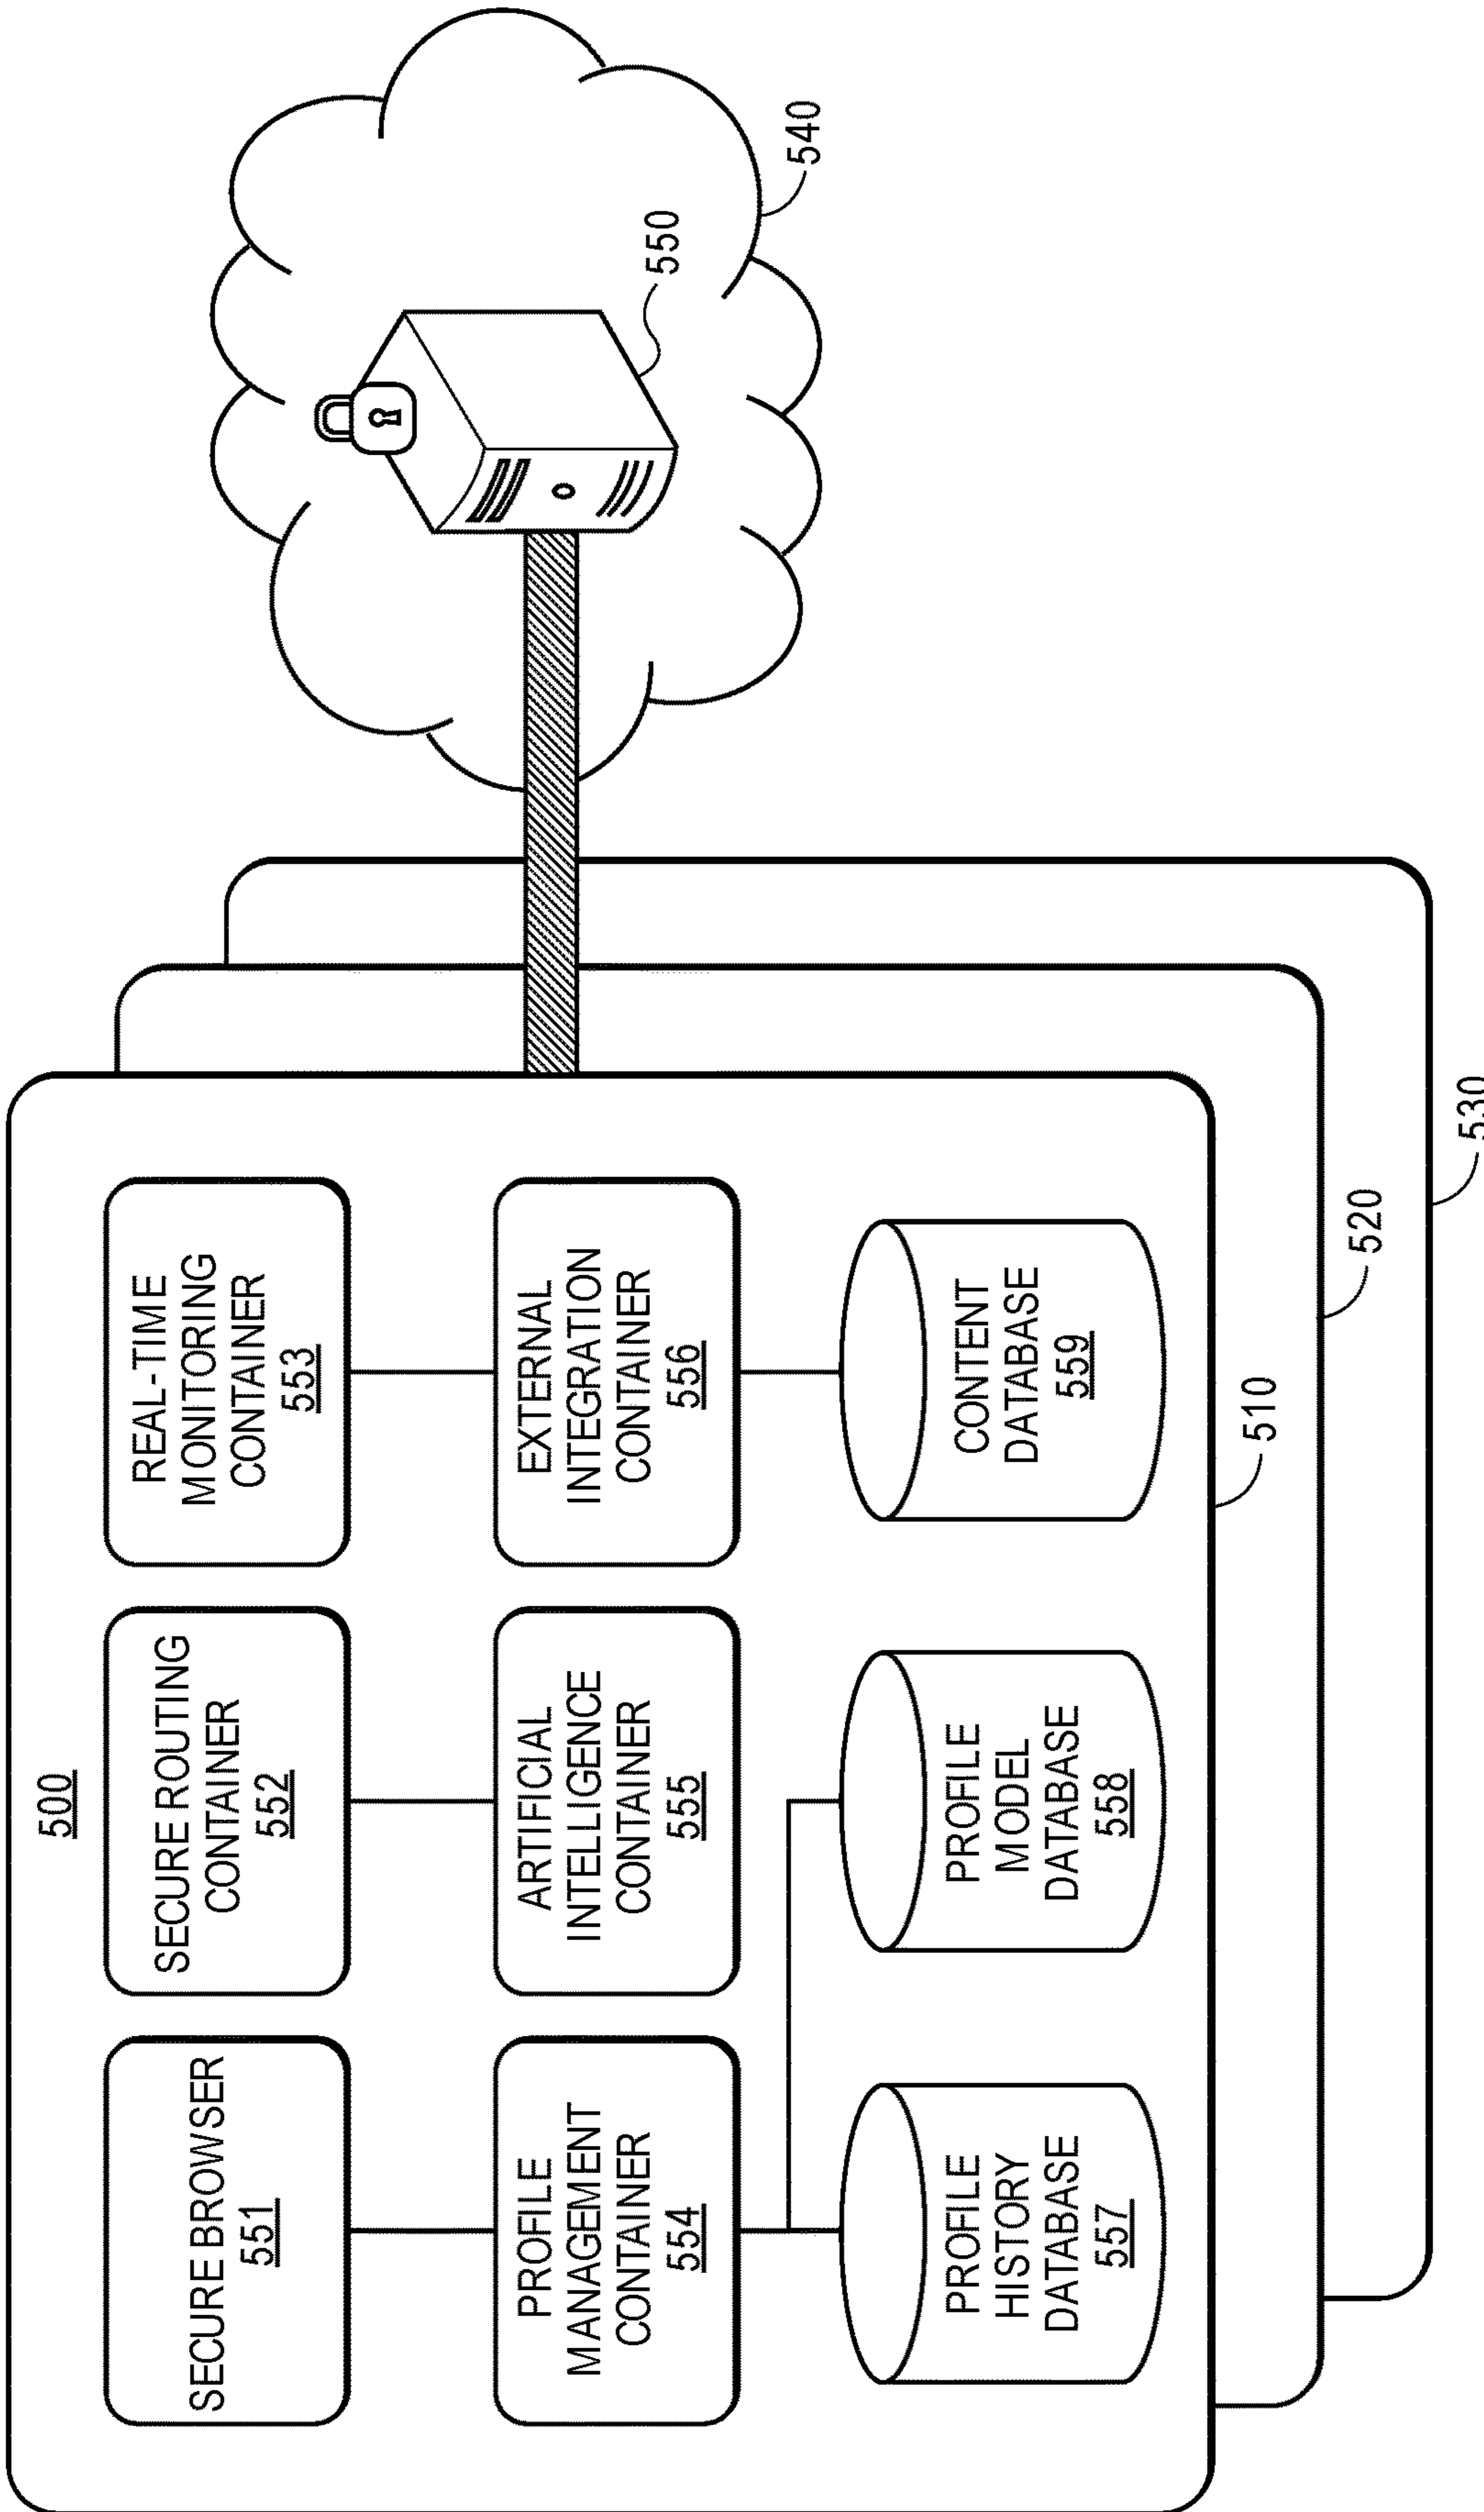 500
SECURE BROWSER
551
SECURE ROUTING
CONTAINER
552
REAL-TIME
MONITORING
CONTAINER
553
PROFILE
MANAGEMENT
CONTAINER
554
ARTIFICIAL
INTELLIGENCE
CONTAINER
555
EXTERNAL
INTEGRATION
CONTAINER
556
PROFILE
HISTORY
DATABASE
557
PROFILE
MODEL
DATABASE
558
CONTENT
DATABASE
559
510
520
530
550
540